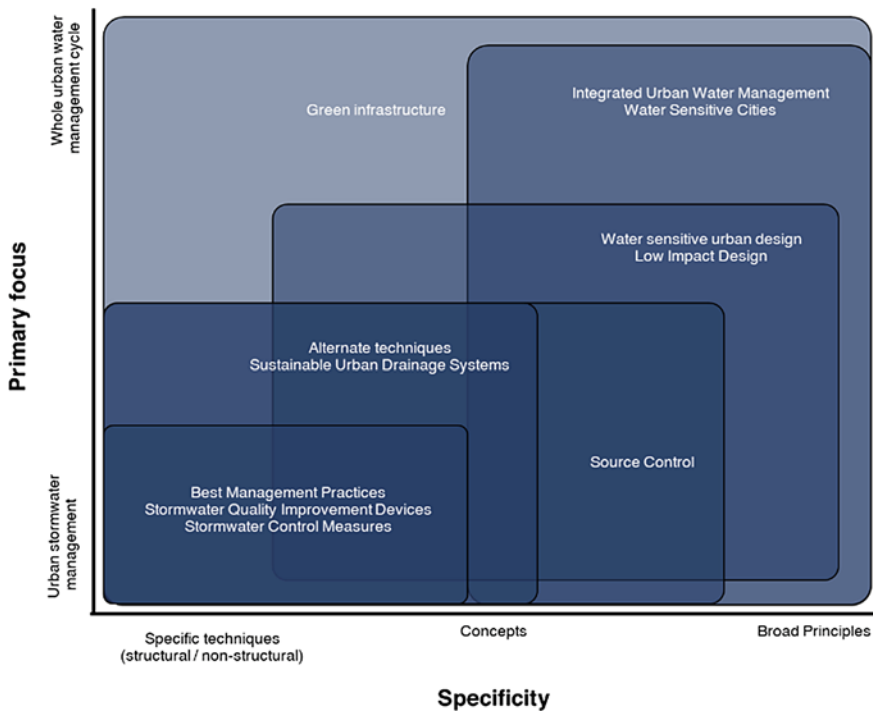 Whole urban water
management cycle
Green infrastructure
Integrated Urban Water Management
Water Sensitive Cities
Water sensitive urban design
Low Impact Design
Primary focus
Alternate techniques
Sustainable Urban Drainage Systems
Source Control
Best Management Practices
Stormwater Quality Improvement Devices
Stormwater Control Measures
Urban stormwater
management
Specific techniques
(structural / non-structural)
Concepts
Broad Principles
Specificity